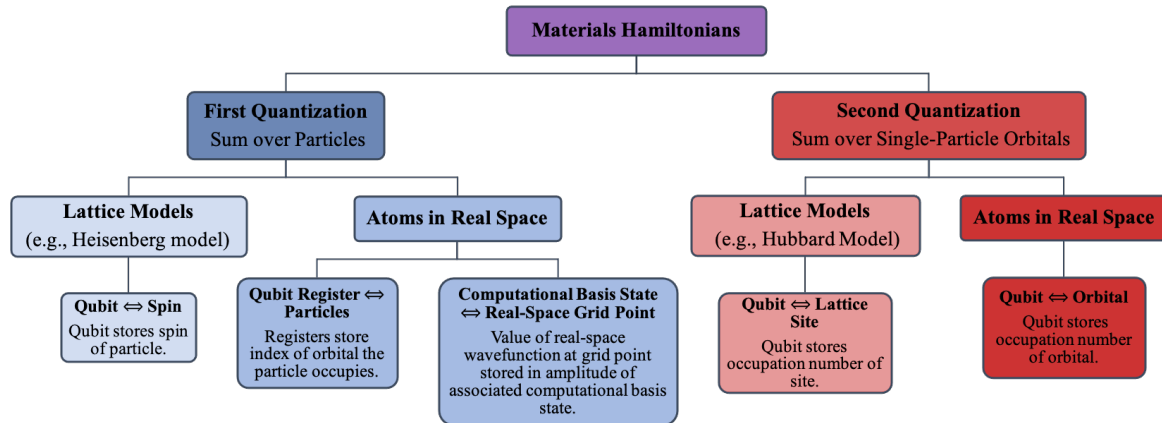 Materials Hamiltonians
First Quantization
Sum over Particles
Second Quantization
Sum over Single-Particle Orbitals
Lattice Models
(e.g., Heisenberg model)
Atoms in Real Space
Lattice Models
(e.g., Hubbard Model)
Atoms in Real Space
Qubit ⇔ Spin
Qubit stores spin
of particle.
Qubit Register ⇔
Particles
Registers store
index of orbital the
particle occupies.
Computational Basis State
⇔ Real-Space Grid Point
Value of real-space
wavefunction at grid point
stored in amplitude of
associated computational basis
state.
Qubit ⇔ Lattice
Site
Qubit stores
occupation number of
site.
Qubit ⇔ Orbital
Qubit stores
occupation number
of orbital.